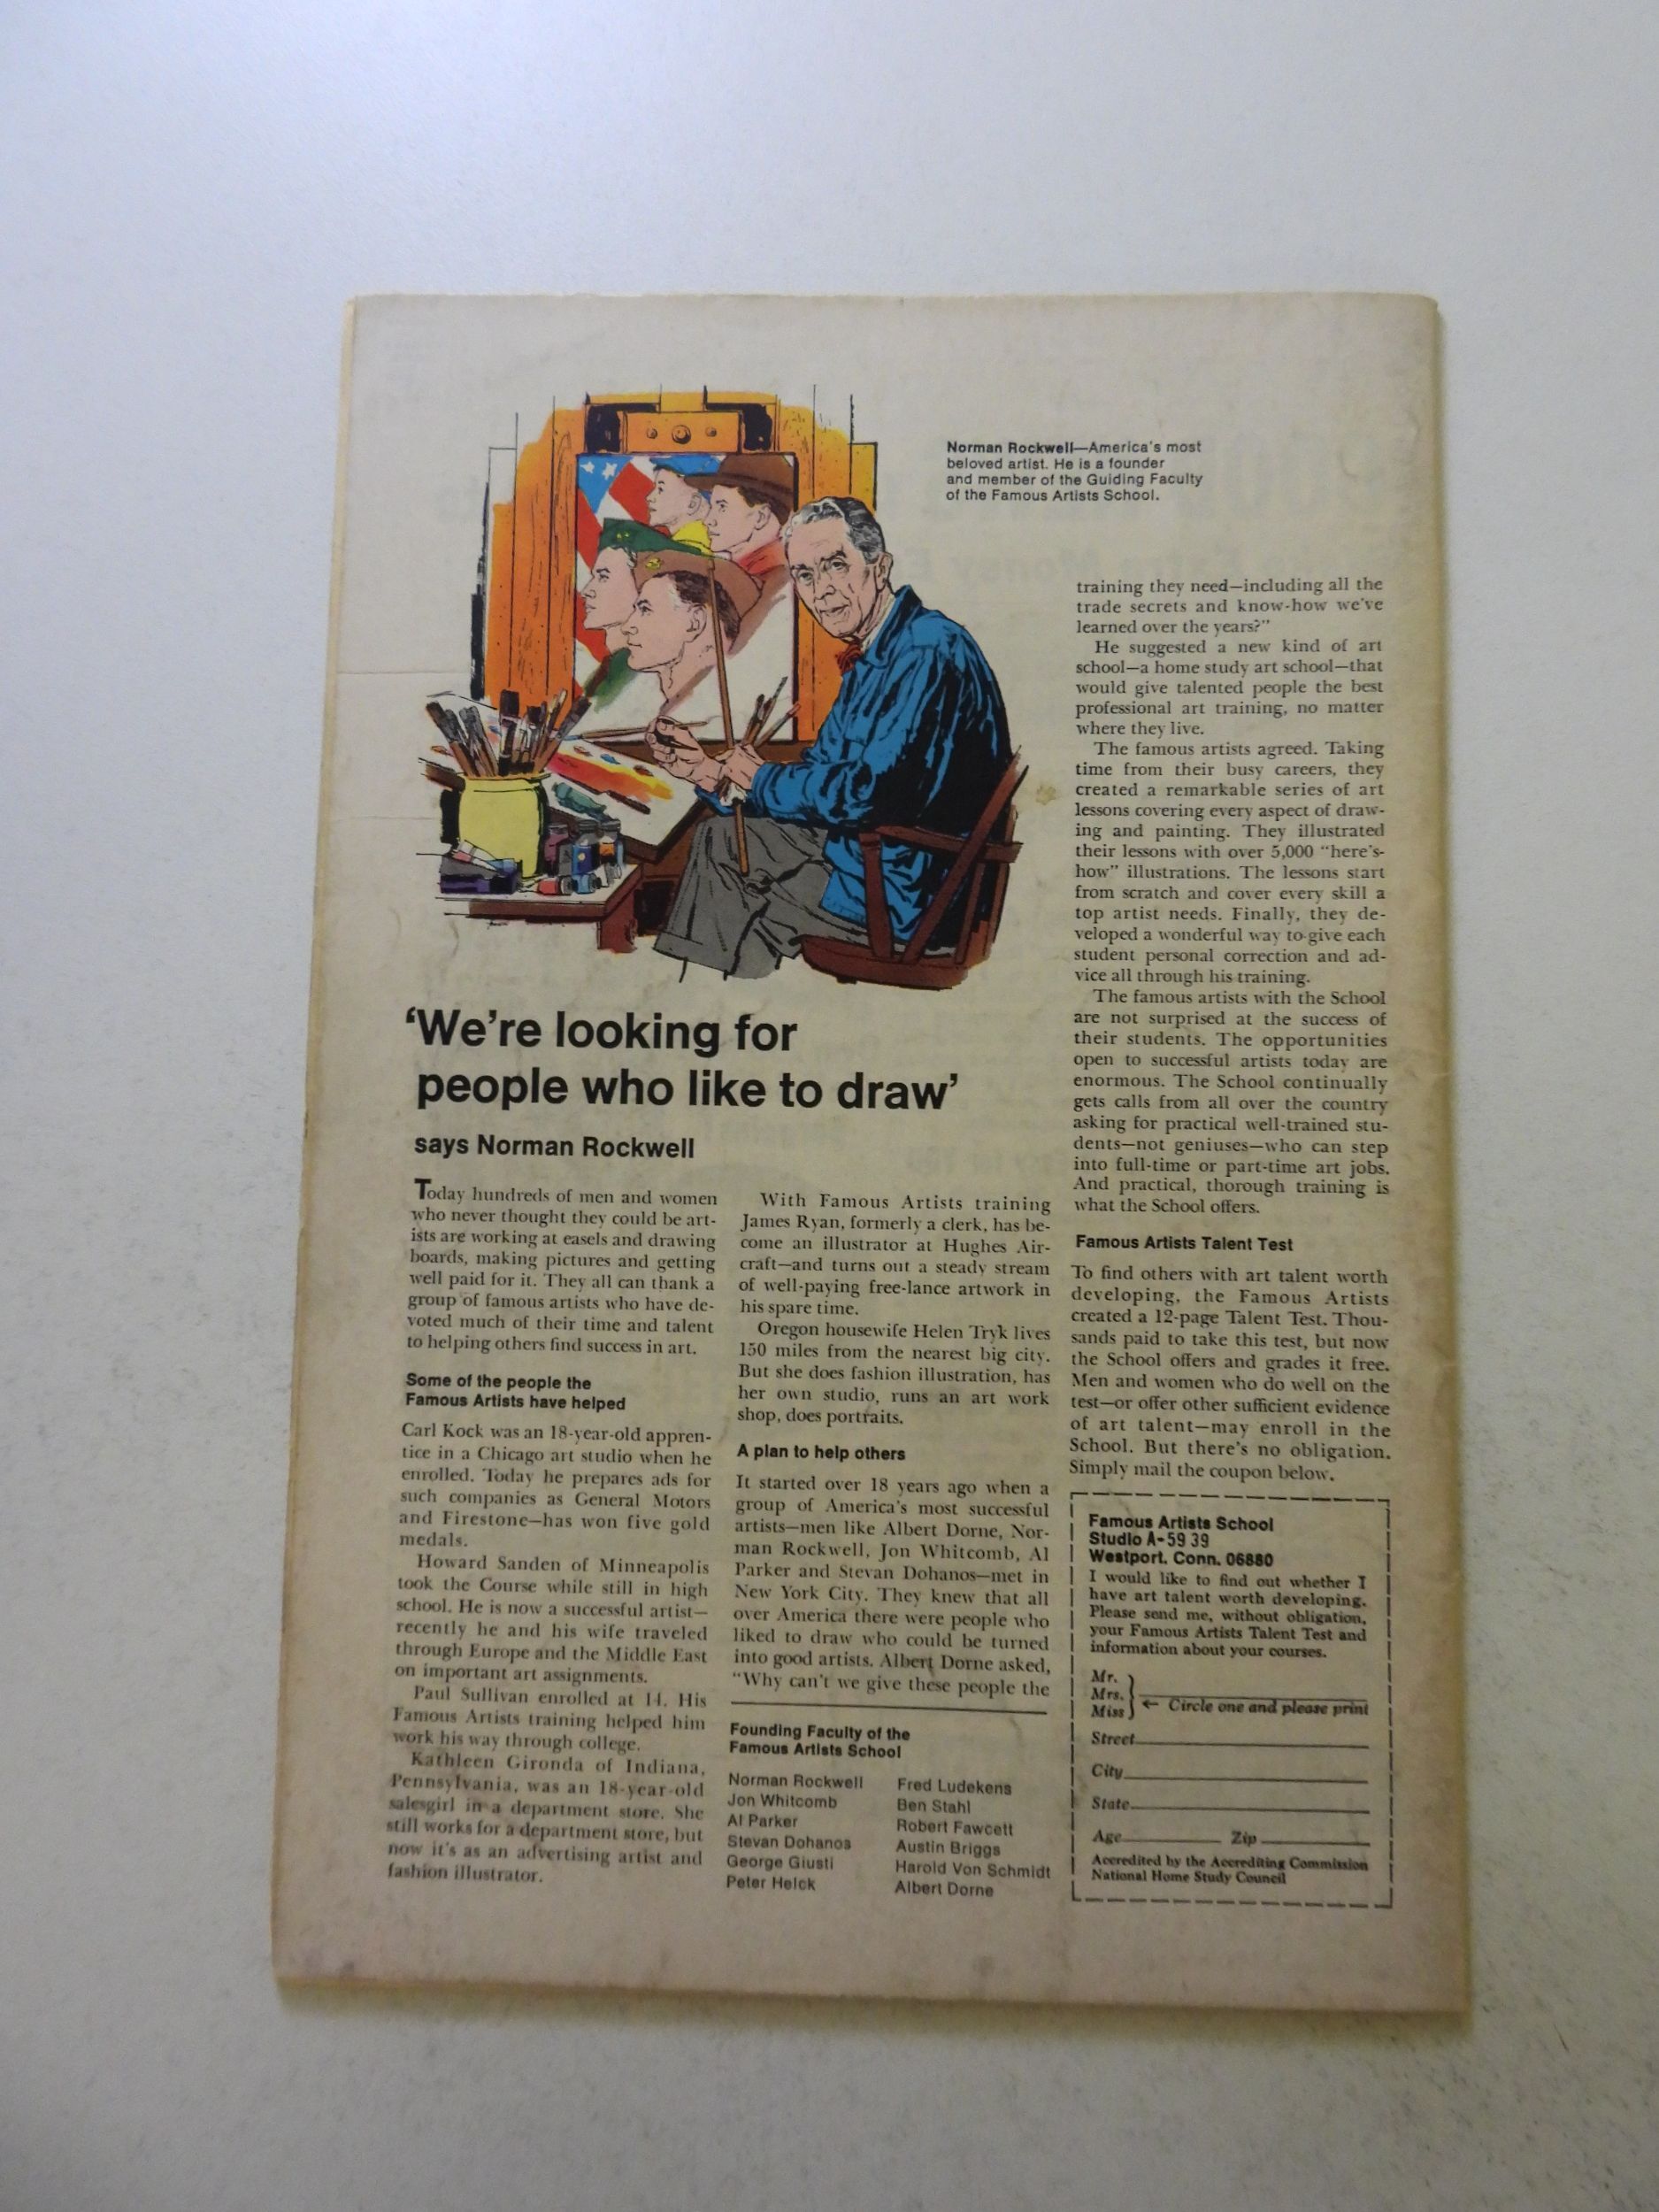 Norman Rockwell—America's most
beloved artist. He is a founder
and member of the Guiding Faculty
of the Famous Artists School.
'We're looking for
people who like to draw'
says Norman Rockwell
Today hundreds of men and women
who never thought they could be art-
ists are working at easels and drawing
boards, making pictures and getting
well paid for it. They all can thank a
group of famous artists who have de-
voted much of their time and talent
to helping others find success in art.
Some of the people the
Famous Artists have helped
Carl Kock was an 18-year-old appren-
tice in a Chicago art studio when he
enrolled. Today he prepares ads for
such companies as General Motors
and Firestone—has won five gold
medals.
Howard Sanden of Minneapolis
took the Course while still in high
school. He is now a successful artist—
recently he and his wife traveled
through Europe and the Middle East
on important art assignments.
Paul Sullivan enrolled at 14. His
Famous Artists training helped him
work his way through college.
Kathleen Gironda of Indiana,
Pennsylvania, was an 18-year-old
salesgirl in a department store. She
still works for a department store, but
now it's as an advertising artist and
fashion illustrator.
With Famous Artists training
James Ryan, formerly a clerk, has be-
come an illustrator at Hughes Air-
craft—and turns out a steady stream
of well-paying free-lance artwork in
his spare time.
Oregon housewife Helen Tryk lives
150 miles from the nearest big city.
But she does fashion illustration, has
her own studio, runs an art work
shop, does portraits.
A plan to help others
It started over 18 years ago when a
group of America's most successful
artists—men like Albert Dorne, Nor-
man Rockwell, Jon Whitcomb, Al
Parker and Stevan Dohanos—met in
New York City. They knew that all
over America there were people who
liked to draw who could be turned
into good artists. Albert Dorne asked,
"Why can't we give these people the
training they need—including all the
trade secrets and know-how we've
learned over the years?"
He suggested a new kind of art
school—a home study art school—that
would give talented people the best
professional art training, no matter
where they live.
The famous artists agreed. Taking
time from their busy careers, they
created a remarkable series of art
lessons covering every aspect of draw-
ing and painting. They illustrated
their lessons with over 5,000 "here's-
how" illustrations. The lessons start
from scratch and cover every skill a
top artist needs. Finally, they de-
veloped a wonderful way to give each
student personal correction and ad-
vice all through his training.
The famous artists with the School
are not surprised at the success of
their students. The opportunities
open to successful artists today are
enormous. The School continually
gets calls from all over the country
asking for practical well-trained stu-
dents—not geniuses—who can step
into full-time or part-time art jobs.
And practical, thorough training is
what the School offers.
Famous Artists Talent Test
To find others with art talent worth
developing, the Famous Artists
created a 12-page Talent Test. Thou-
sands paid to take this test, but now
the School offers and grades it free.
Men and women who do well on the
test—or offer other sufficient evidence
of art talent—may enroll in the
School. But there's no obligation.
Simply mail the coupon below.
Founding Faculty of the
Famous Artists School
Norman Rockwell
Jon Whitcomb
Al Parker
Stevan Dohanos
George Giusti
Peter Helck
Fred Ludekens
Ben Stahl
Robert Fawcett
Austin Briggs
Harold Von Schmidt
Albert Dorne
Famous Artists School
Studio A-5939
Westport, Conn. 06880
I would like to find out whether I
have art talent worth developing.
Please send me, without obligation,
your Famous Artists Talent Test and
information about your courses.
Mr.
Mrs.
Miss ← Circle one and please print
Street
City
State
Age Zip
Accredited by the Accrediting Commission
National Home Study Council